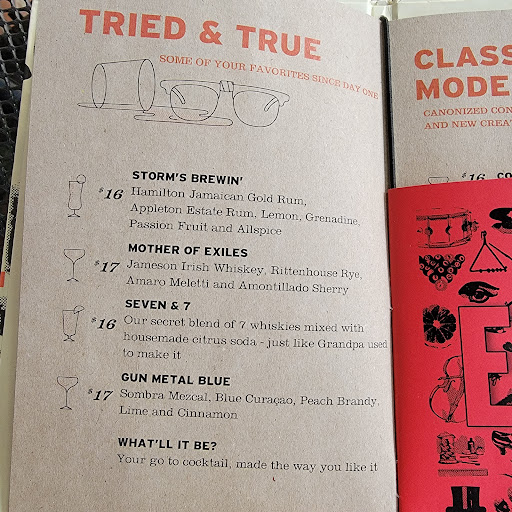 TRIED & TRUE
SOME OF YOUR FAVORITES SINCE DAY ONE
STORM'S BREWIN'
$16 Hamilton Jamaican Gold Rum,
Appleton Estate Rum, Lemon, Grenadine,
Passion Fruit and Allspice
MOTHER OF EXILES
$17 Jameson Irish Whiskey, Rittenhouse Rye,
Amaro Meletti and Amontillado Sherry
SEVEN & 7
$16 Our secret blend of 7 whiskies mixed with
housemade citrus soda - just like Grandpa used
to make it
GUN METAL BLUE
$17 Sombra Mezcal, Blue Curaçao, Peach Brandy,
Lime and Cinnamon
WHAT'LL IT BE?
Your go to cocktail, made the way you like it
CLASS
MODE
CANONIZED CON
AND NEW CREA
$16 CO
E